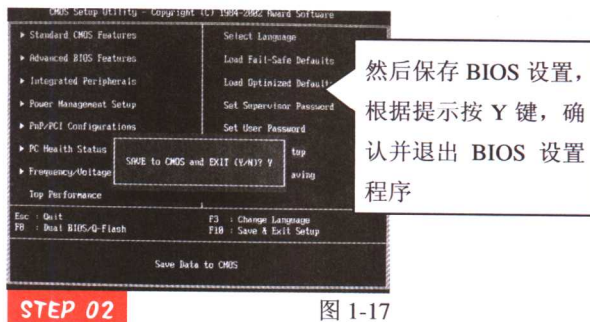 CMOS Setup Utility - Copyright (C) 1984-2002 Award Software
▶ Standard CMOS Features
▶ Advanced BIOS Features
▶ Integrated Peripherals
▶ Power Management Setup
▶ PnP/PCI Configurations
▶ PC Health Status
▶ Frequency/Voltage
Top Performance
Select Language
Load Fail-Safe Defaults
Load Optimized Default
Set Supervisor Password
Set User Password
tup
aving
SAVE to CMOS and EXIT (Y/N)? Y
Esc : Quit
F8 : Dual BIOS/Q-Flash
F3 : Change Language
F10 : Save & Exit Setup
Save Data to CMOS
然后保存 BIOS 设置，
根据提示按 Y 键，确
认并退出 BIOS 设置
程序
STEP 02
图 1-17